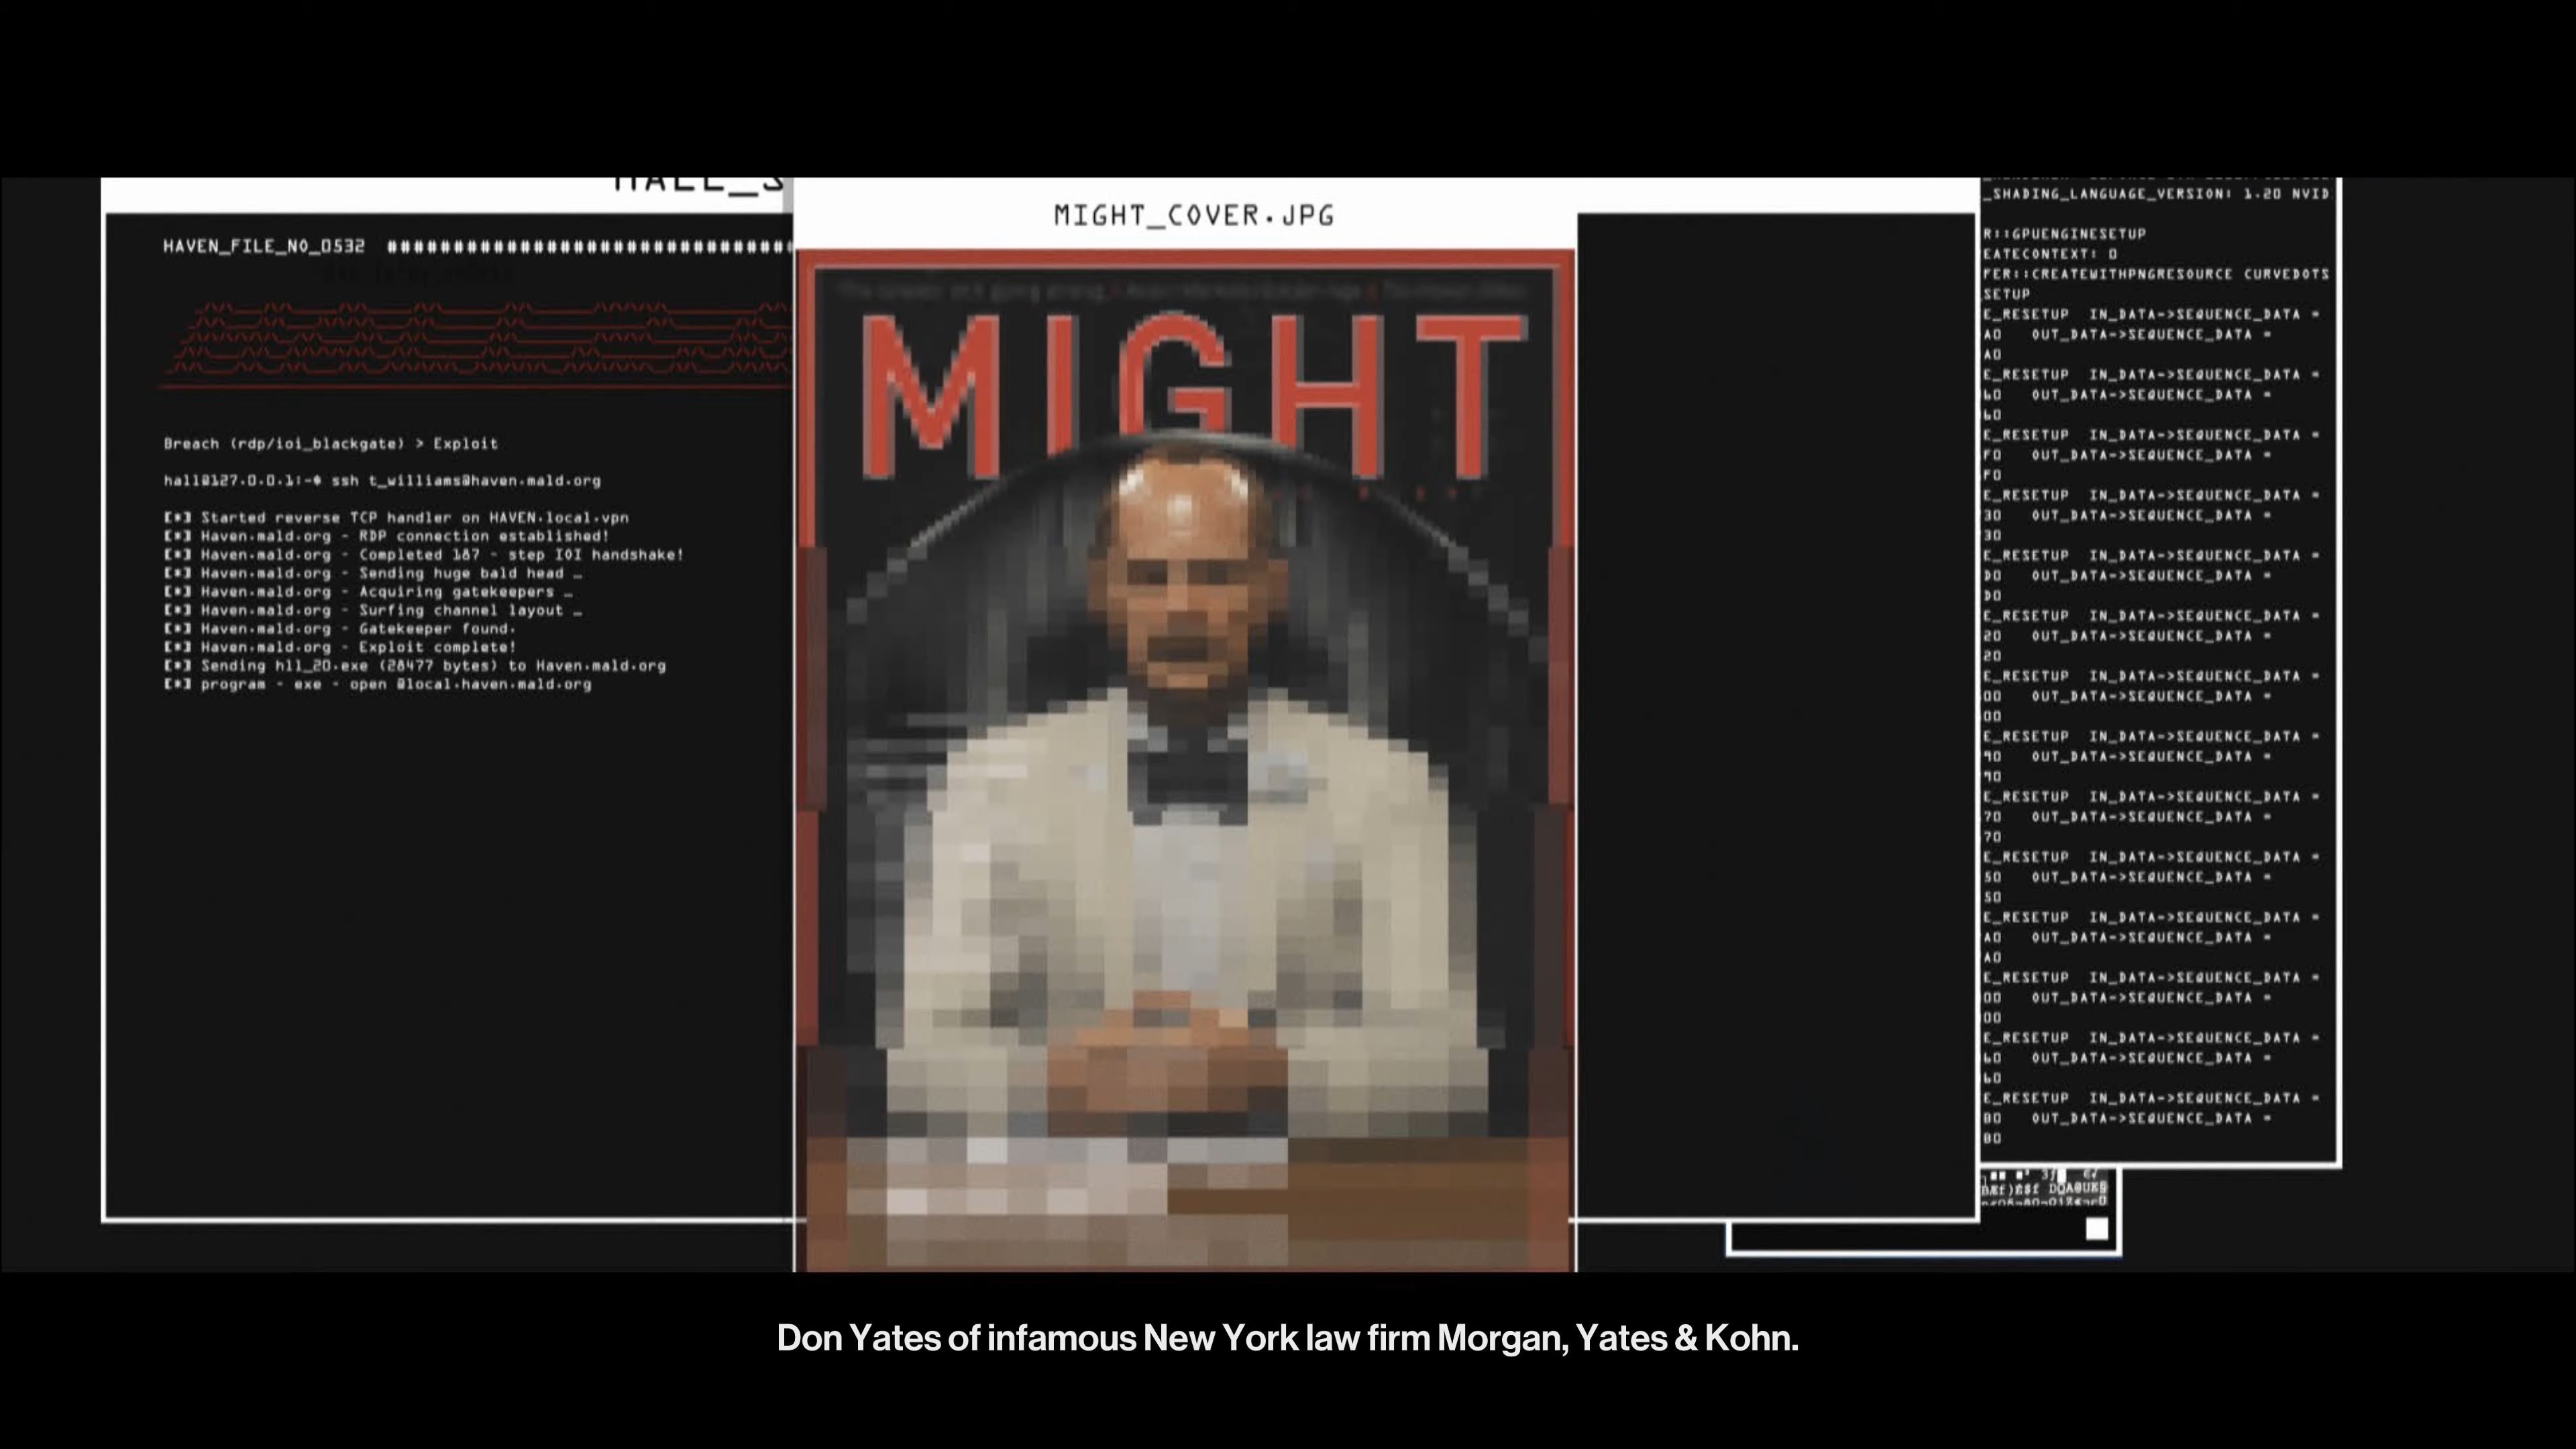 HALL_S
HAVEN_FILE_NO_0532 ###############################
Breach (rdp/ioi_blackgate) > Exploit
hall@127.0.0.1:~$ ssh t_williams@haven.mald.org
[*] Started reverse TCP handler on HAVEN.local.vpn
[*] Haven.mald.org - RDP connection established!
[*] Haven.mald.org - Completed 187 - step IOI handshake!
[*] Haven.mald.org - Sending huge bald head …
[*] Haven.mald.org - Acquiring gatekeepers …
[*] Haven.mald.org - Surfing channel layout …
[*] Haven.mald.org - Gatekeeper found.
[*] Haven.mald.org - Exploit complete!
[*] Sending hll_20.exe (28477 bytes) to Haven.mald.org
[*] program - exe - open @local.haven.mald.org
MIGHT_COVER.JPG
MIGHT
_SHADING_LANGUAGE_VERSION: 1.20 NVID
R::GPUENGINESETUP
EATECONTEXT: 0
FER::CREATEWITHPNGRESOURCE CURVEDOTS
SETUP
E_RESETUP IN_DATA->SEQUENCE_DATA =
A0 OUT_DATA->SEQUENCE_DATA =
A0
E_RESETUP IN_DATA->SEQUENCE_DATA =
60 OUT_DATA->SEQUENCE_DATA =
60
E_RESETUP IN_DATA->SEQUENCE_DATA =
F0 OUT_DATA->SEQUENCE_DATA =
F0
E_RESETUP IN_DATA->SEQUENCE_DATA =
30 OUT_DATA->SEQUENCE_DATA =
30
E_RESETUP IN_DATA->SEQUENCE_DATA =
D0 OUT_DATA->SEQUENCE_DATA =
D0
E_RESETUP IN_DATA->SEQUENCE_DATA =
20 OUT_DATA->SEQUENCE_DATA =
20
E_RESETUP IN_DATA->SEQUENCE_DATA =
00 OUT_DATA->SEQUENCE_DATA =
00
E_RESETUP IN_DATA->SEQUENCE_DATA =
90 OUT_DATA->SEQUENCE_DATA =
90
E_RESETUP IN_DATA->SEQUENCE_DATA =
70 OUT_DATA->SEQUENCE_DATA =
70
E_RESETUP IN_DATA->SEQUENCE_DATA =
50 OUT_DATA->SEQUENCE_DATA =
50
E_RESETUP IN_DATA->SEQUENCE_DATA =
A0 OUT_DATA->SEQUENCE_DATA =
A0
E_RESETUP IN_DATA->SEQUENCE_DATA =
00 OUT_DATA->SEQUENCE_DATA =
00
E_RESETUP IN_DATA->SEQUENCE_DATA =
60 OUT_DATA->SEQUENCE_DATA =
60
E_RESETUP IN_DATA->SEQUENCE_DATA =
80 OUT_DATA->SEQUENCE_DATA =
80
Don Yates of infamous New York law firm Morgan, Yates & Kohn.